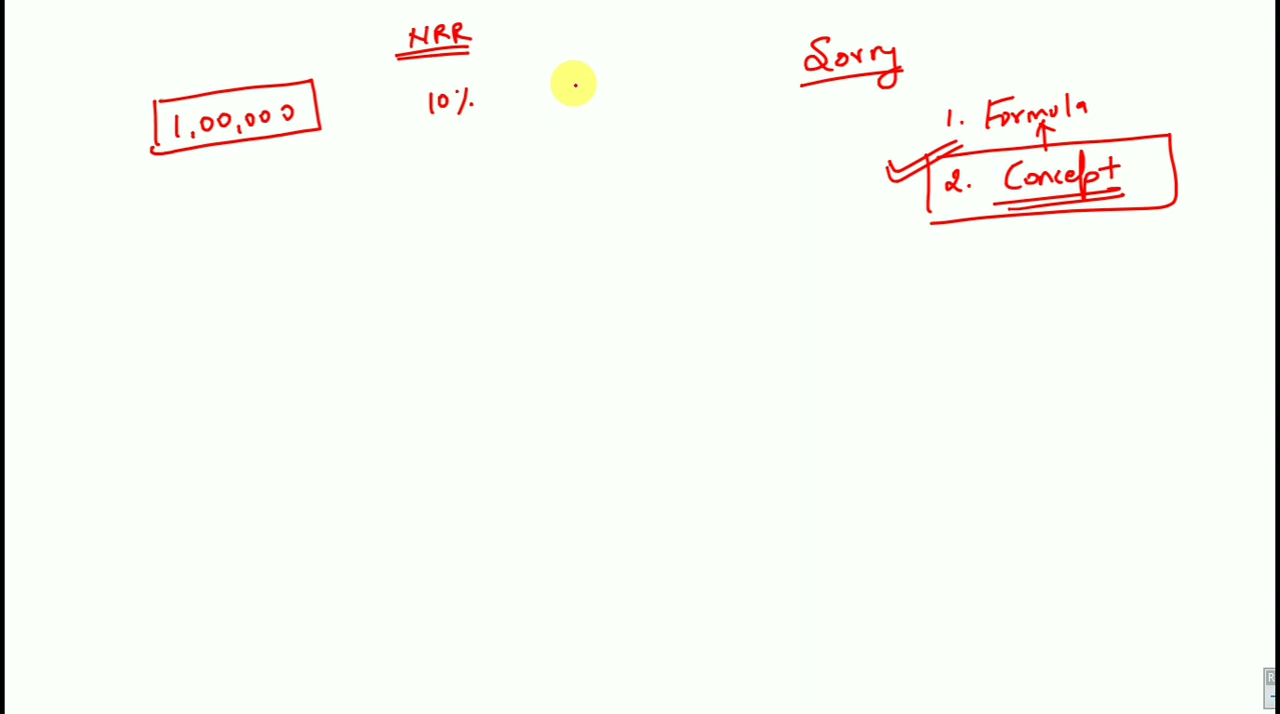 NRR
Sorry
1,00,000
10%
1. Formula
2. Concept
R